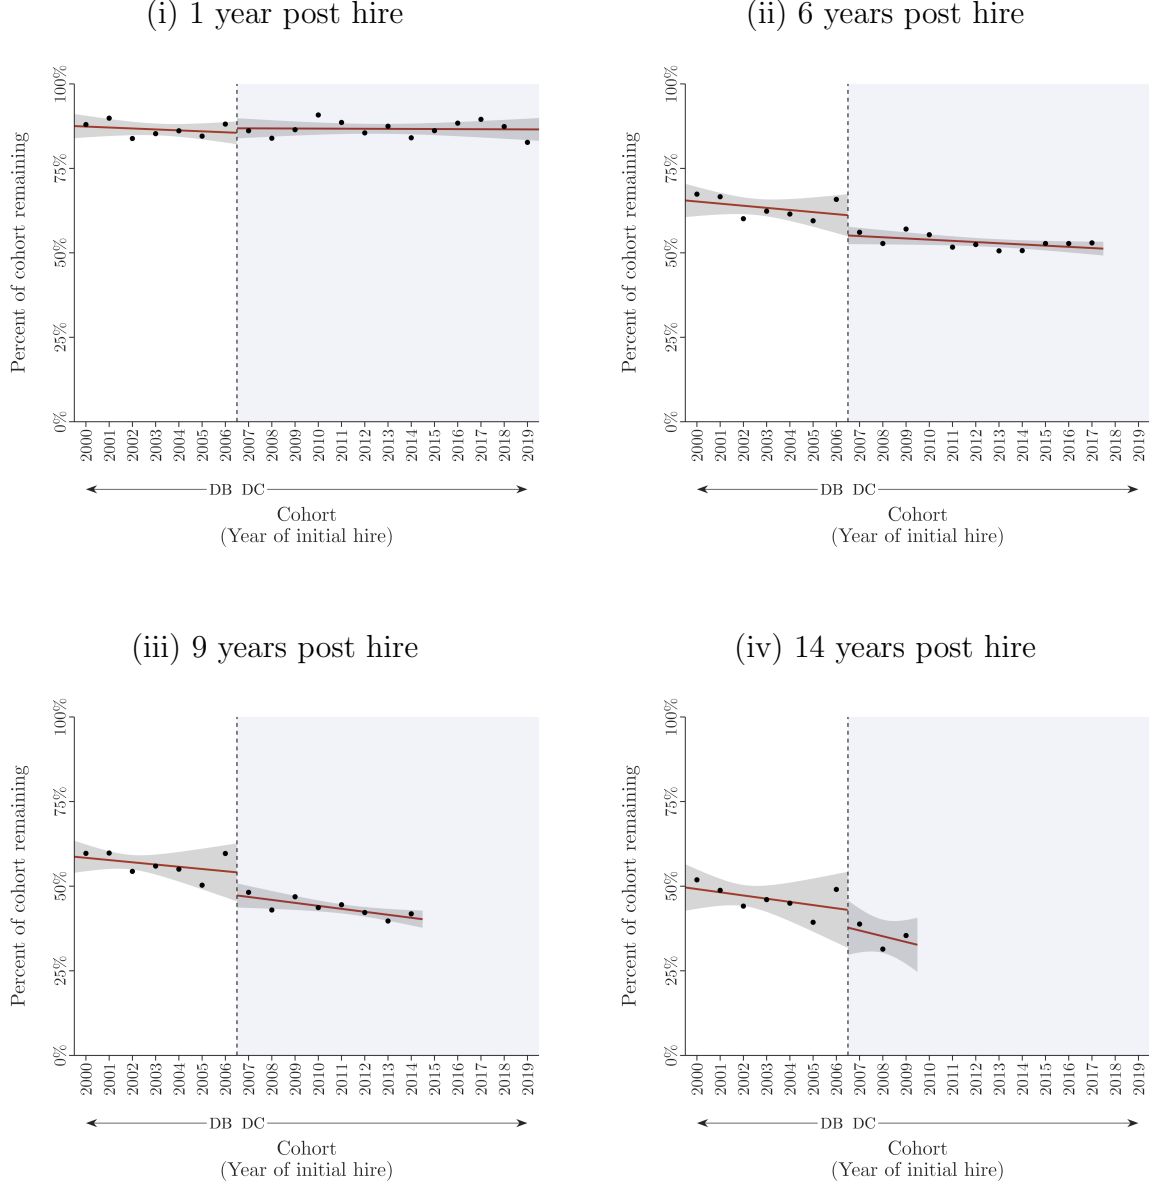 (i) 1 year post hire
Percent of cohort remaining
100%
75%
50%
25%
0%
2000 2001 2002 2003 2004 2005 2006 2007 2008 2009 2010 2011 2012 2013 2014 2015 2016 2017 2018 2019
DB DC
Cohort
(Year of initial hire)
(ii) 6 years post hire
Percent of cohort remaining
100%
75%
50%
25%
0%
2000 2001 2002 2003 2004 2005 2006 2007 2008 2009 2010 2011 2012 2013 2014 2015 2016 2017 2018 2019
DB DC
Cohort
(Year of initial hire)
(iii) 9 years post hire
Percent of cohort remaining
100%
75%
50%
25%
0%
2000 2001 2002 2003 2004 2005 2006 2007 2008 2009 2010 2011 2012 2013 2014 2015 2016 2017 2018 2019
DB DC
Cohort
(Year of initial hire)
(iv) 14 years post hire
Percent of cohort remaining
100%
75%
50%
25%
0%
2000 2001 2002 2003 2004 2005 2006 2007 2008 2009 2010 2011 2012 2013 2014 2015 2016 2017 2018 2019
DB DC
Cohort
(Year of initial hire)